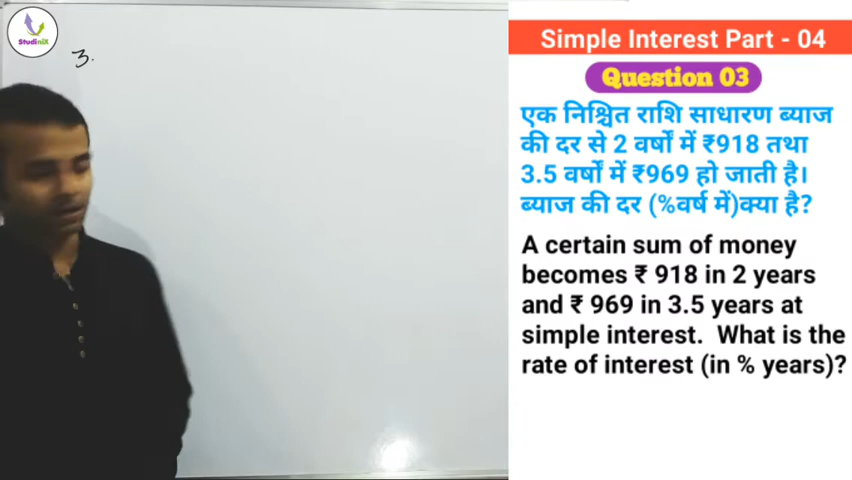 StudiniX
3.
Simple Interest Part - 04
Question 03
एक निश्चित राशि साधारण ब्याज
की दर से 2 वर्षों में ₹918 तथा
3.5 वर्षों में ₹969 हो जाती है।
ब्याज की दर (%वर्ष में)क्या है?
A certain sum of money
becomes ₹ 918 in 2 years
and ₹ 969 in 3.5 years at
simple interest. What is the
rate of interest (in % years)?